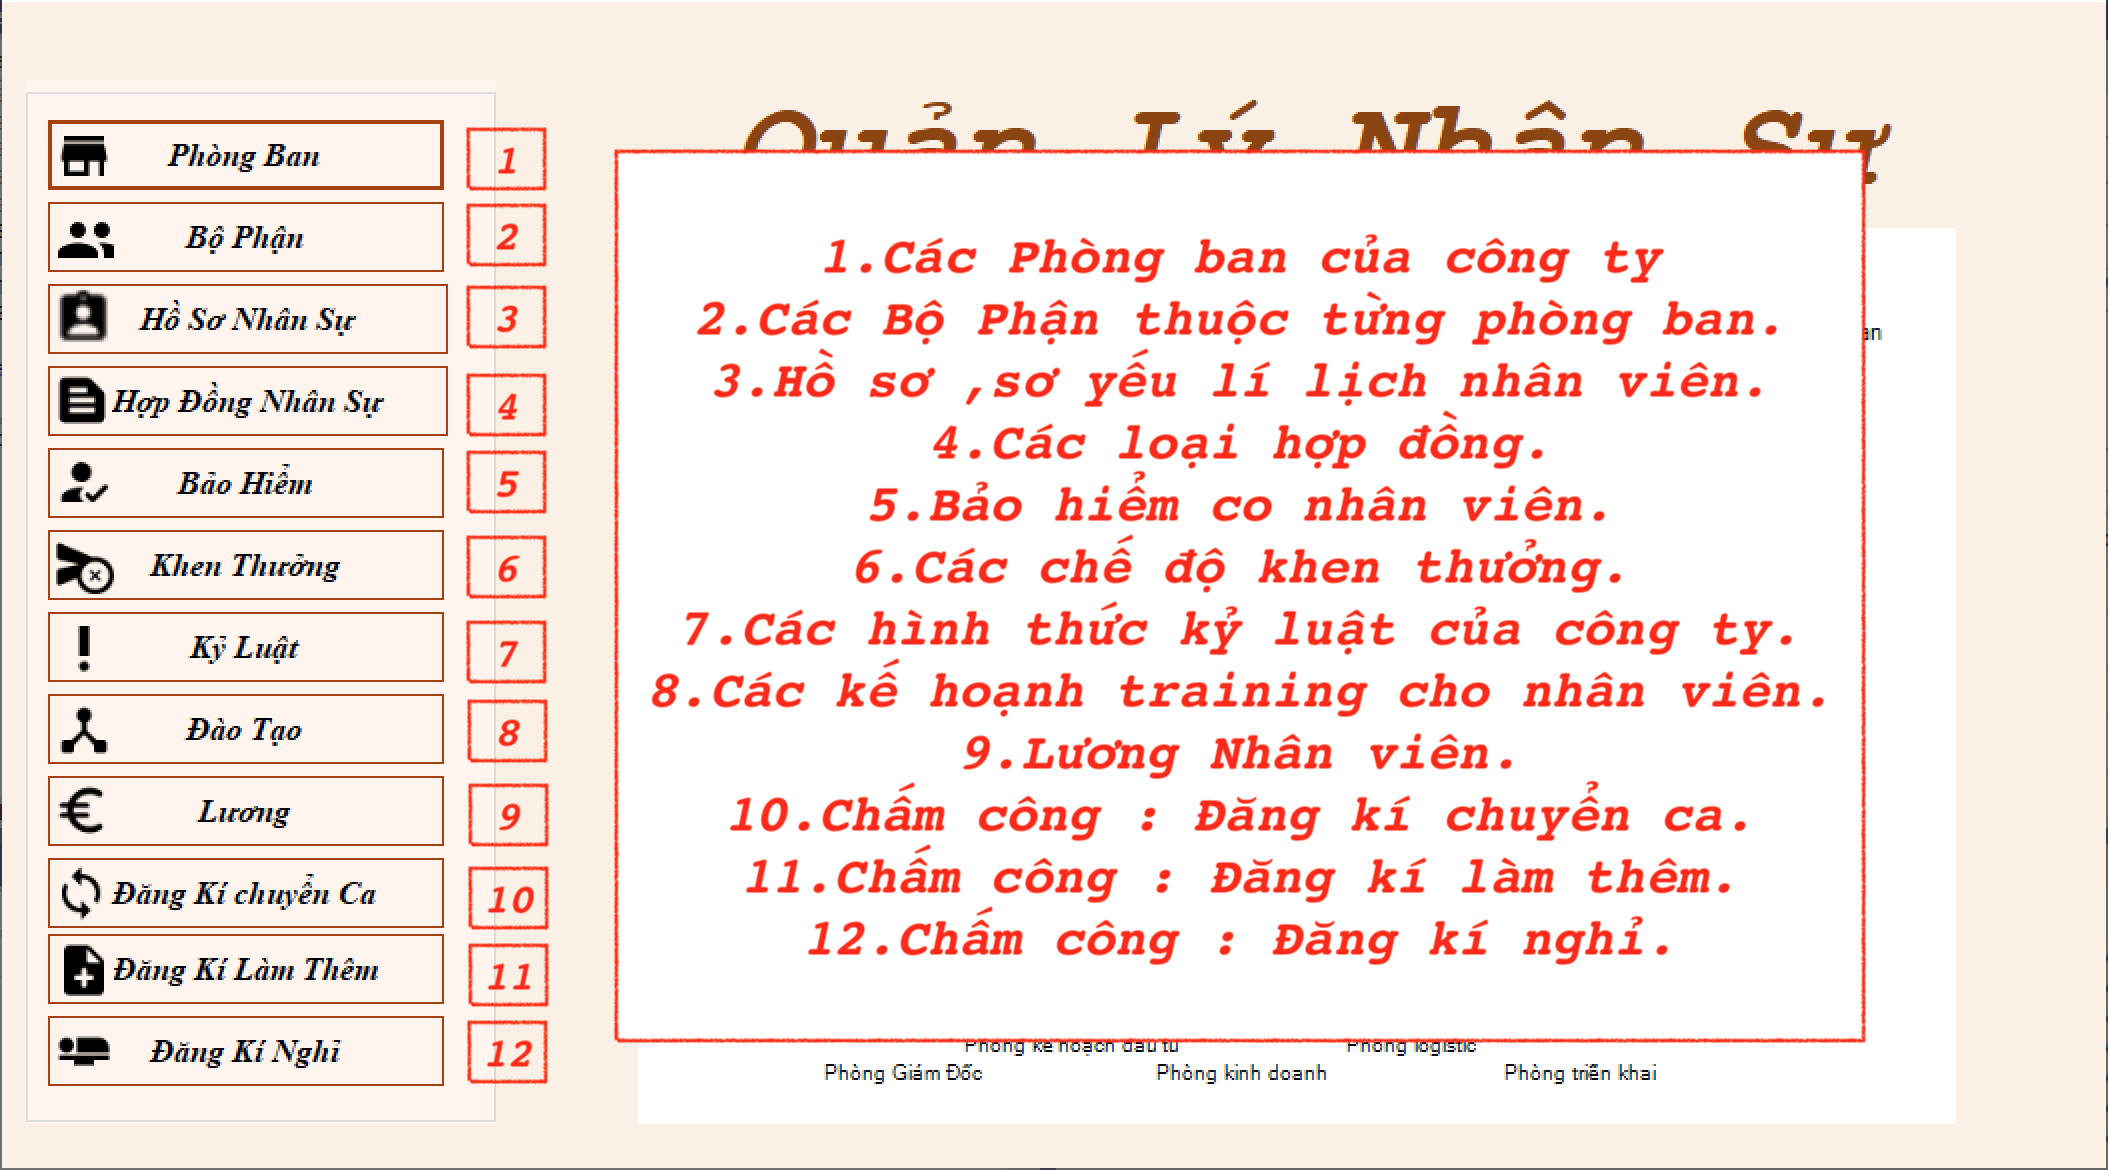 Quản Lý Nhân Sự
Phòng Ban
1
Bộ Phận
2
Hồ Sơ Nhân Sự
3
Hợp Đồng Nhân Sự
4
Bảo Hiểm
5
Khen Thưởng
6
Kỷ Luật
7
Đào Tạo
8
Lương
9
Đăng Kí chuyển Ca
10
Đăng Kí Làm Thêm
11
Đăng Kí Nghỉ
12
1.Các Phòng ban của công ty
2.Các Bộ Phận thuộc từng phòng ban.
3.Hồ sơ ,sơ yếu lí lịch nhân viên.
4.Các loại hợp đồng.
5.Bảo hiểm co nhân viên.
6.Các chế độ khen thưởng.
7.Các hình thức kỷ luật của công ty.
8.Các kế hoạnh training cho nhân viên.
9.Lương Nhân viên.
10.Chấm công : Đăng kí chuyển ca.
11.Chấm công : Đăng kí làm thêm.
12.Chấm công : Đăng kí nghỉ.
Phòng kế hoạch đầu tư Phòng logistic
Phòng Giám Đốc Phòng kinh doanh Phòng triển khai